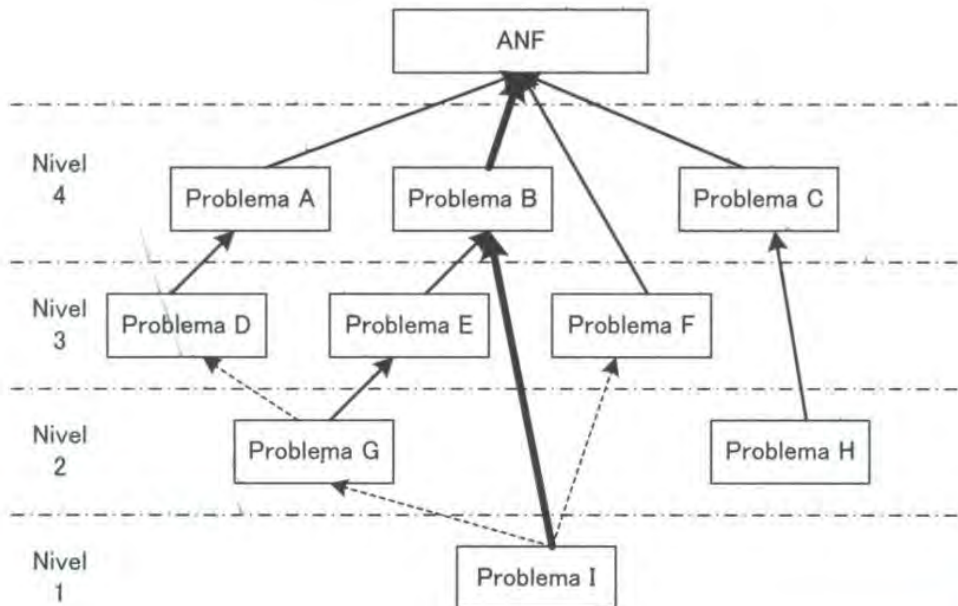 ANF
Nivel
4
Problema A
Problema B
Problema C
Nivel
3
Problema D
Problema E
Problema F
Nivel
2
Problema G
Problema H
Nivel
1
Problema I